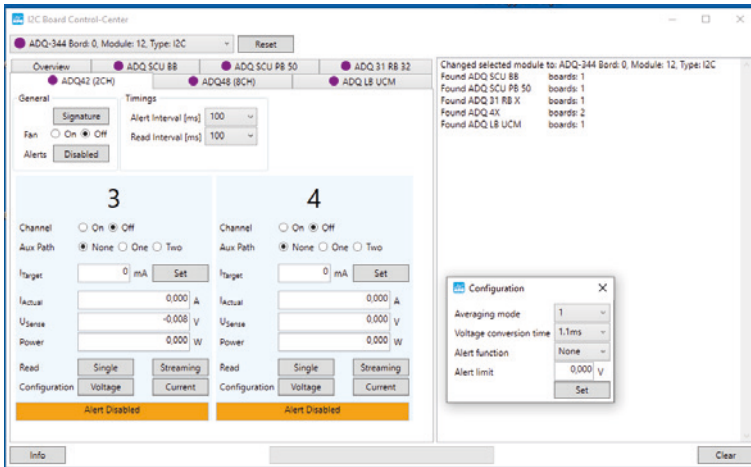 I2C Board Control-Center
ADQ-344 Bord: 0, Module: 12, Type: I2C
Reset
Overview
ADQ SCU BB
ADQ SCU PB 50
ADQ 31 RB 32
ADQ42 (2CH)
ADQ48 (8CH)
ADQ LB UCM
General
Timings
Signature
Alert Interval [ms] 100
Fan On Off
Read Interval [ms] 100
Alerts Disabled
3
Channel On Off
Aux Path None One Two
ITarget 0 mA Set
IActual 0,000 A
USense -0,008 V
Power 0,000 W
Read Single Streaming
Configuration Voltage Current
Alert Disabled
4
Channel On Off
Aux Path None One Two
ITarget 0 mA Set
IActual 0,000 A
USense 0,000 V
Power 0,000 W
Read Single Streaming
Configuration Voltage Current
Alert Disabled
Changed selected module to: ADQ-344 Bord: 0, Module: 12, Type: I2C
Found ADQ SCU BB boards: 1
Found ADQ SCU PB 50 boards: 1
Found ADQ 31 RB X boards: 1
Found ADQ 4X boards: 2
Found ADQ LB UCM boards: 1
Configuration
Averaging mode 1
Voltage conversion time 1.1ms
Alert function None
Alert limit 0,000 V
Set
Info
Clear